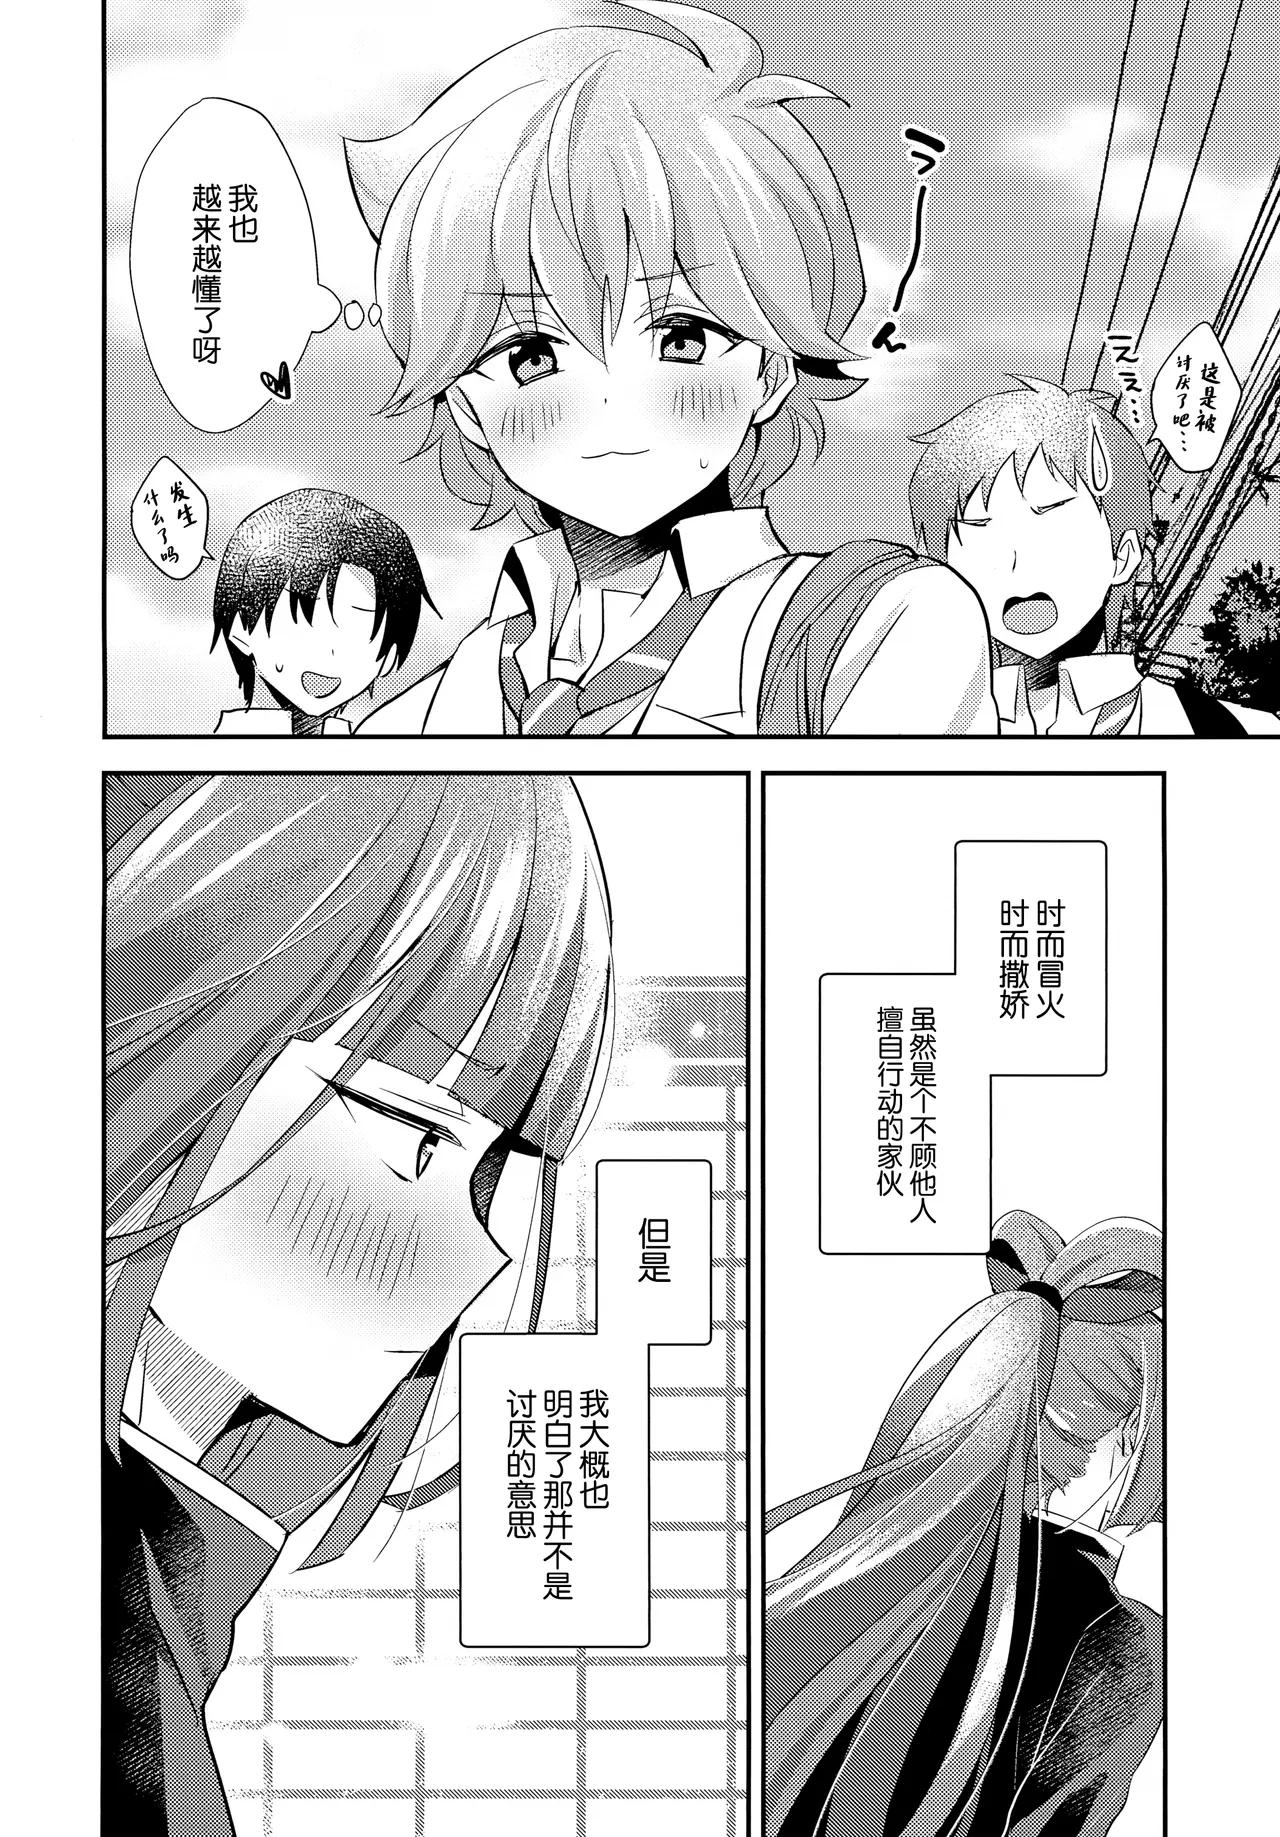 这是被
讨厌了吧…
ええ…
う〜ん
我也
越来越懂了呀
发生
什么了吗
时而冒火
时而撒娇
虽然是个不顾他人
擅自行动的家伙
但是
我大概也
明白了那并不是
讨厌的意思